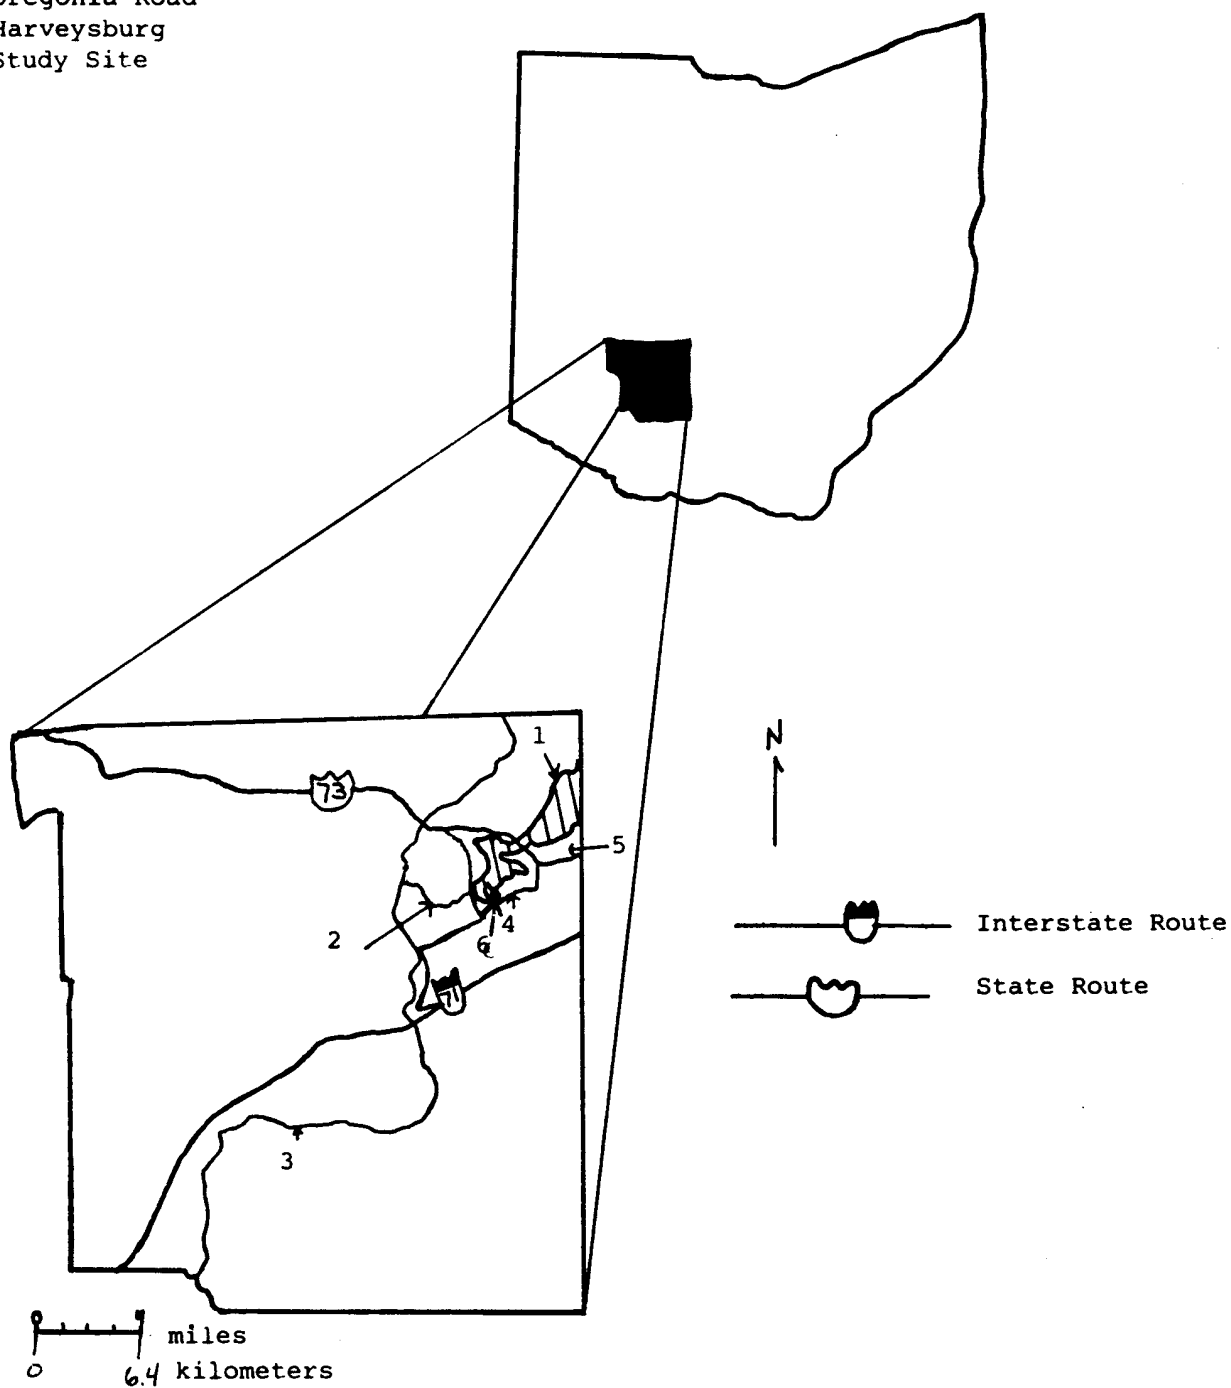 Oregonia Road
Harveysburg
Study Site
N
1
73
5
2
4
6
71
3
Interstate Route
State Route
miles
0
6.4 kilometers